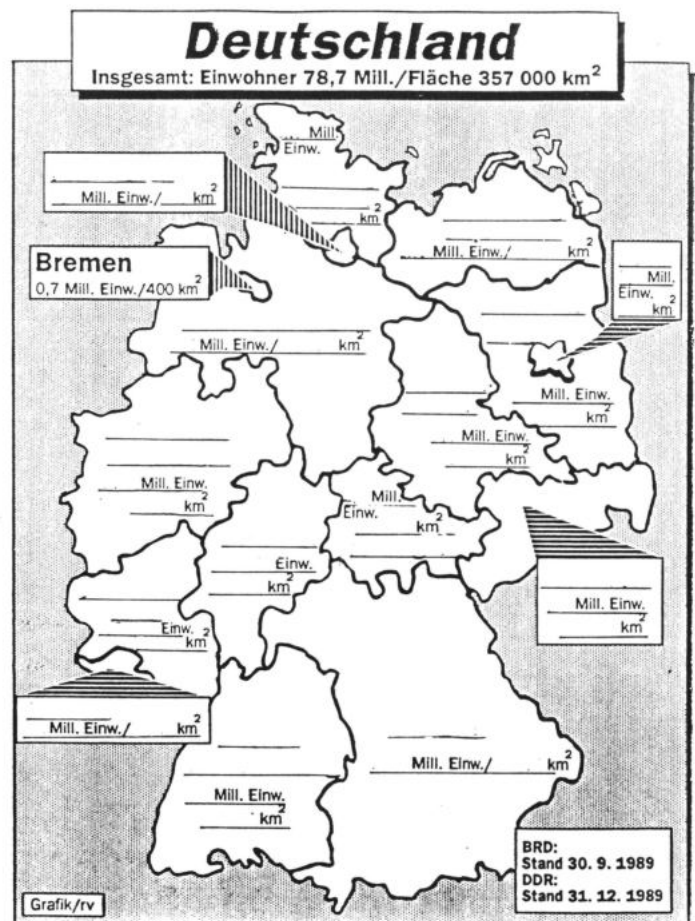 Deutschland
Insgesamt: Einwohner 78,7 Mill./Fläche 357 000 km²
Mill.
Einw.
km²
Mill. Einw./ km²
Bremen
0,7 Mill. Einw./400 km²
Mill. Einw./ km²
Mill.
Einw.
km²
Mill. Einw./ km²
Mill. Einw.
km²
Mill. Einw.
km²
Mill. Einw.
km²
Mill.
Einw.
km²
Einw.
km²
Mill. Einw.
km²
Einw.
km²
Mill. Einw./ km²
Mill. Einw./ km²
Mill. Einw.
km²
BRD:
Stand 30. 9. 1989
DDR:
Stand 31. 12. 1989
Grafik/rv